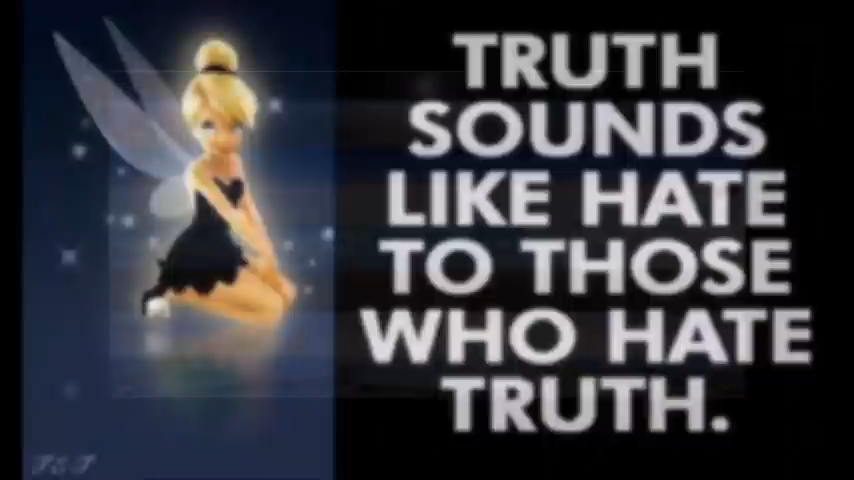 TRUTH
SOUNDS
LIKE HATE
TO THOSE
WHO HATE
TRUTH.